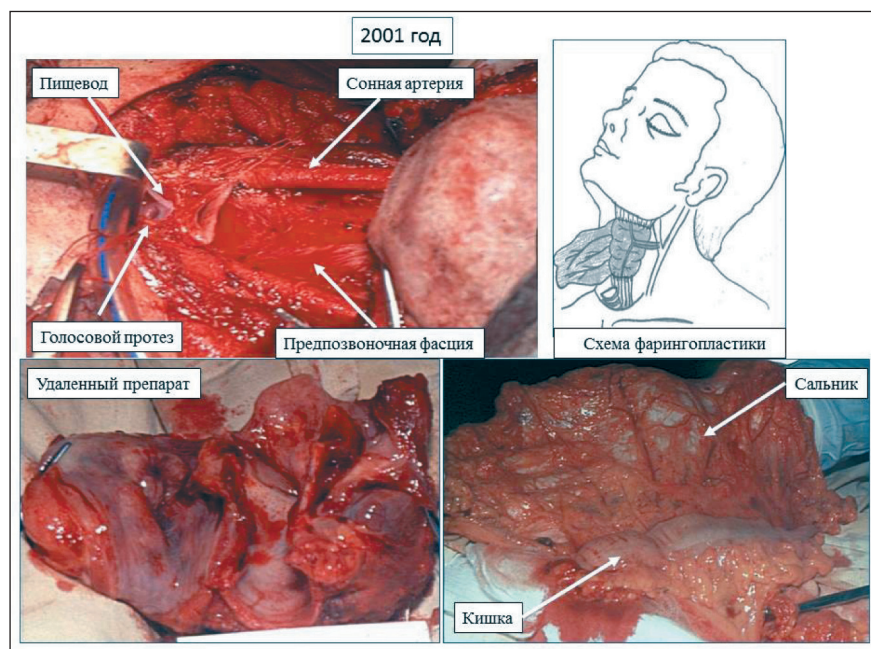 2001 год
Пищевод
Сонная артерия
Голосовой протез
Предпозвоночная фасция
Схема фарингопластики
Удаленный препарат
Сальник
Кишка